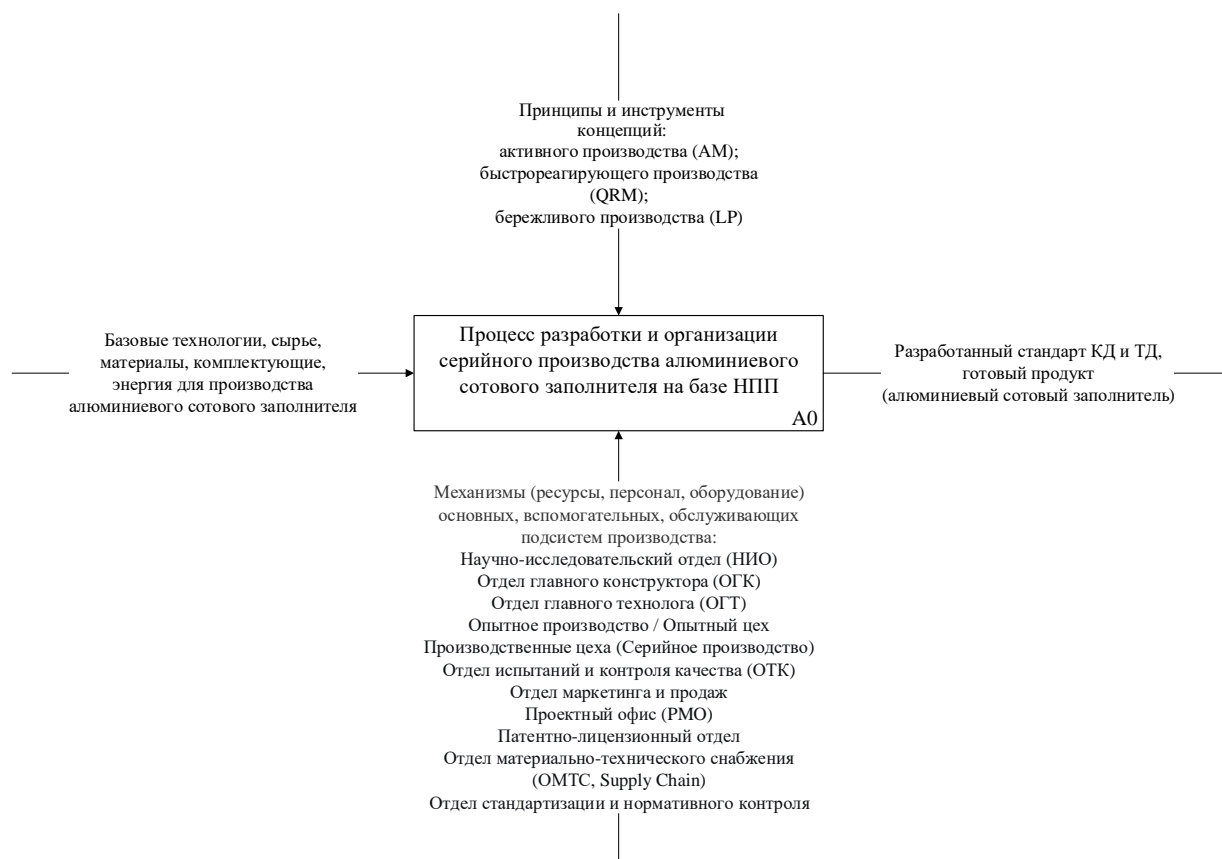 Принципы и инструменты
концепций:
активного производства (АМ);
быстрореагирующего производства
(QRM);
бережливого производства (LP)
Базовые технологии, сырье,
материалы, комплектующие,
энергия для производства
алюминиевого сотового заполнителя
Процесс разработки и организации
серийного производства алюминиевого
сотового заполнителя на базе НПП
А0
Разработанный стандарт КД и ТД,
готовый продукт
(алюминиевый сотовый заполнитель)
Механизмы (ресурсы, персонал, оборудование)
основных, вспомогательных, обслуживающих
подсистем производства:
Научно-исследовательский отдел (НИО)
Отдел главного конструктора (ОГК)
Отдел главного технолога (ОГТ)
Опытное производство / Опытный цех
Производственные цеха (Серийное производство)
Отдел испытаний и контроля качества (ОТК)
Отдел маркетинга и продаж
Проектный офис (PMO)
Патентно-лицензионный отдел
Отдел материально-технического снабжения
(ОМТС, Supply Chain)
Отдел стандартизации и нормативного контроля